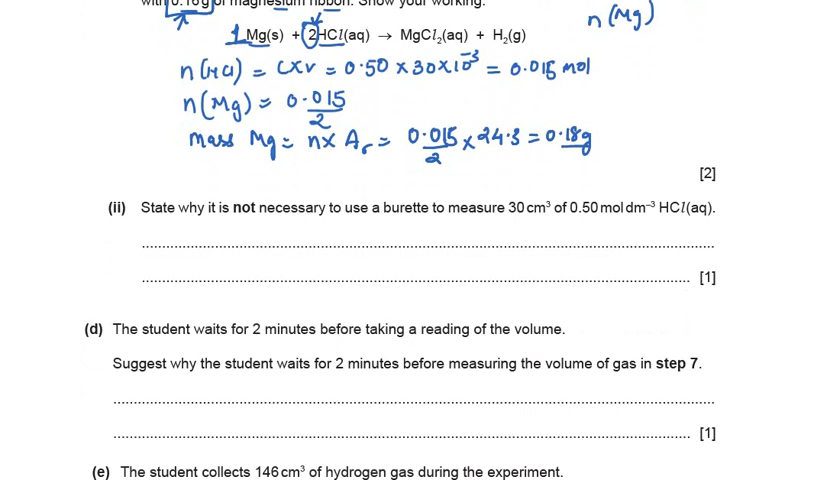 with 0.16 g of magnesium ribbon. Show your working.
n(Mg)
1 Mg(s) + 2HCl(aq) → MgCl₂(aq) + H₂(g)
n(HCl) = C×V = 0.50 × 30×10⁻³ = 0.015 mol
n(Mg) = 0.015/2
mass Mg = n × Ar = 0.015/2 × 24.3 = 0.18g
[2]
(ii) State why it is not necessary to use a burette to measure 30 cm³ of 0.50 mol dm⁻³ HCl(aq).
[1]
(d) The student waits for 2 minutes before taking a reading of the volume.
Suggest why the student waits for 2 minutes before measuring the volume of gas in step 7.
[1]
(e) The student collects 146 cm³ of hydrogen gas during the experiment.